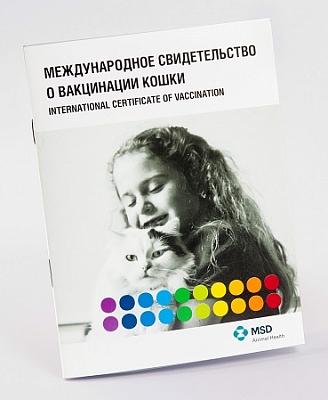 МЕЖДУНАРОДНОЕ СВИДЕТЕЛЬСТВО
О ВАКЦИНАЦИИ КОШКИ
INTERNATIONAL CERTIFICATE OF VACCINATION
MSD
Animal Health